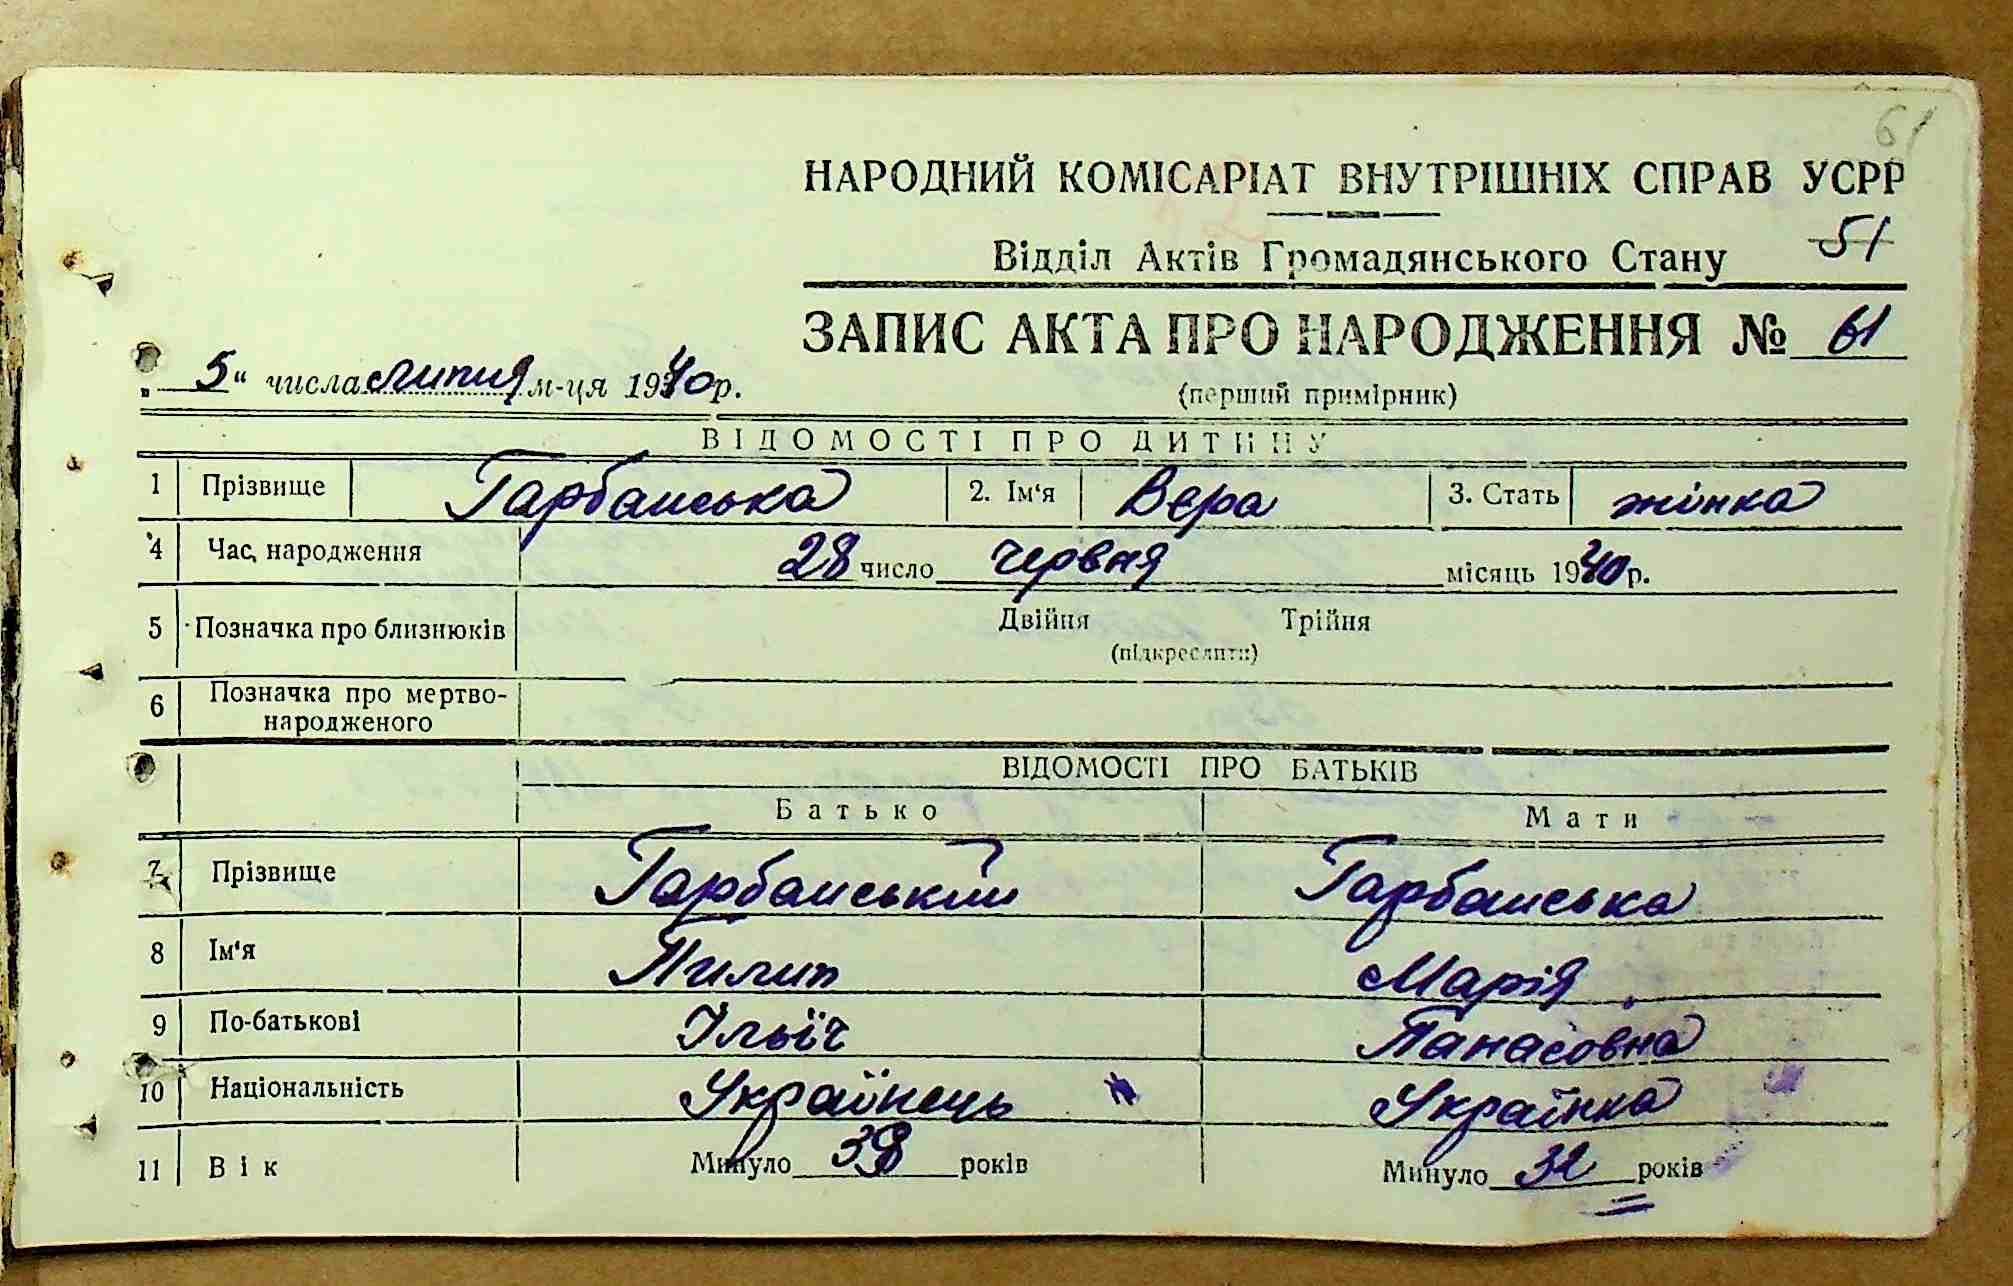 61
НАРОДНИЙ КОМІСАРІАТ ВНУТРІШНІХ СПРАВ УСРР
Відділ Актів Громадянського Стану 51
ЗАПИС АКТА ПРО НАРОДЖЕННЯ № 61
„5“ числа липня м-ця 1940 р.
(перший примірник)
ВІДОМОСТІ ПРО ДИТИНУ
1 Прізвище Гарбанська 2. Ім‘я Вєра 3. Стать жінка
4 Час народження 28 число червня місяць 1940 р.
5 Позначка про близнюків Двійня Трійня
(підкреслити)
6 Позначка про мертво-
народженого
ВІДОМОСТІ ПРО БАТЬКІВ
Батько Мати
7 Прізвище Гарбанський Гарбанська
8 Ім‘я Пилип Марія
9 По-батькові Ільїч Панасовна
10 Національність Українець Українка
11 Вік Минуло 38 років Минуло 32 років